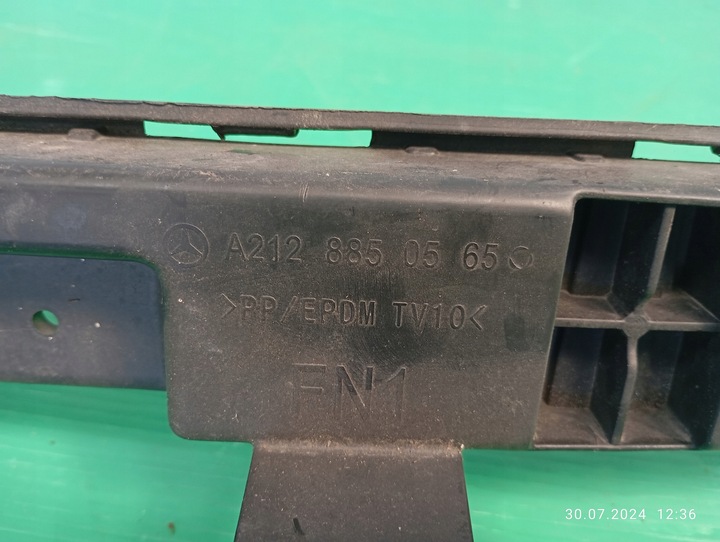 A212 885 05 65
>PP/EPDM TV10<
FN1
30.07.2024 12:36